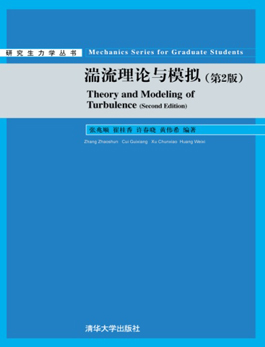 研究生力学丛书
Mechanics Series for Graduate Students
湍流理论与模拟(第2版)
Theory and Modeling of
Turbulence (Second Edition)
张兆顺 崔桂香 许春晓 黄伟希 编著
Zhang Zhaoshun Cui Guixiang Xu Chunxiao Huang Weixi
清华大学出版社